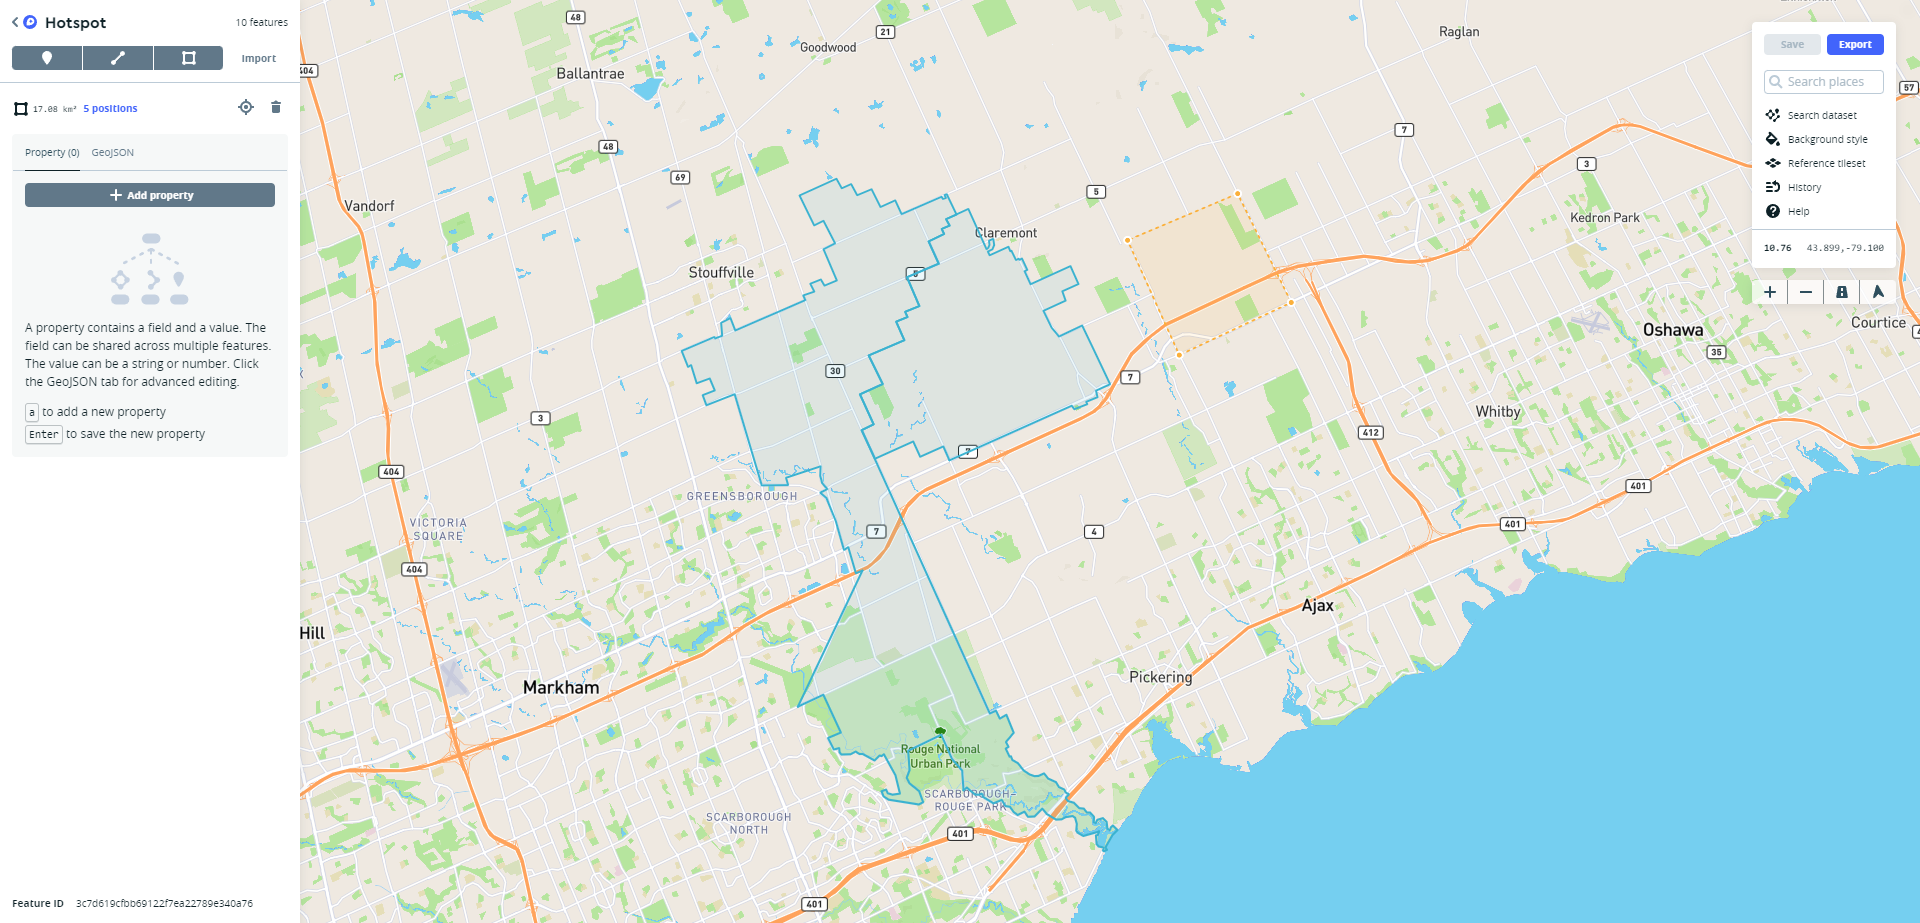 Hotspot
10 features
Import
17.08 km²
5 positions
Property (0)
GeoJSON
Add property
A property contains a field and a value. The
field can be shared across multiple features.
The value can be a string or number. Click
the GeoJSON tab for advanced editing.
a to add a new property
Enter to save the new property
Feature ID
3c7d619cfbb69122f7ea22789e340a76
48
21
Goodwood
Raglan
Ballantrae
404
7
48
3
69
5
Vandorf
Kedron Park
Claremont
Stouffville
5
Oshawa
Courtice
35
30
7
Whitby
3
412
7
404
GREENSBOROUGH
401
VICTORIA
SQUARE
401
7
4
404
Ajax
Hill
Pickering
Markham
Rouge National
Urban Park
SCARBOROUGH-
ROUGE PARK
SCARBOROUGH
NORTH
401
401
Save
Export
Search places
57
Search dataset
Background style
Reference tileset
History
Help
10.76
43.899,-79.100